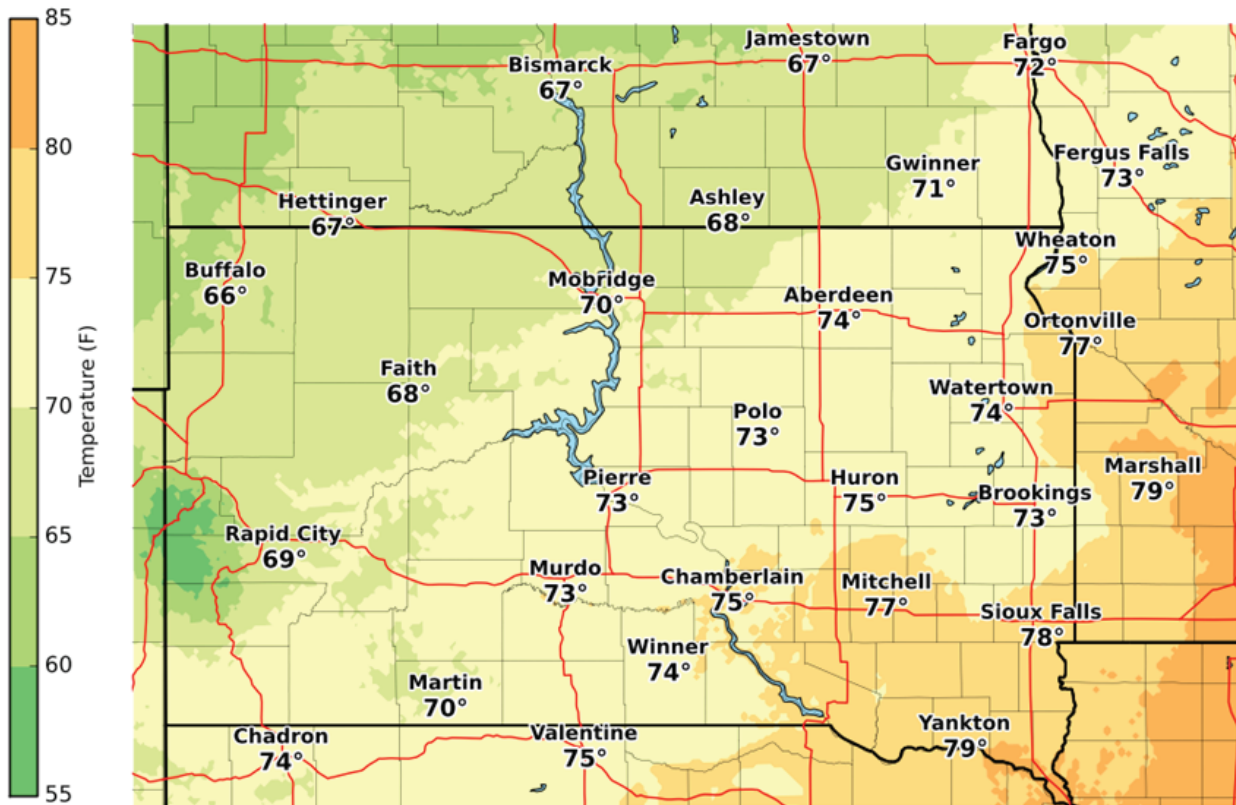 85
80
75
70
65
60
55
Temperature (F)
Bismarck
67°
Jamestown
67°
Fargo
72°
Fergus Falls
73°
Gwinner
71°
Hettinger
67°
Ashley
68°
Wheaton
75°
Buffalo
66°
Mobridge
70°
Aberdeen
74°
Ortonville
77°
Faith
68°
Watertown
74°
Polo
73°
Marshall
79°
Pierre
73°
Huron
75°
Brookings
73°
Rapid City
69°
Murdo
73°
Chamberlain
75°
Mitchell
77°
Sioux Falls
78°
Winner
74°
Martin
70°
Yankton
79°
Chadron
74°
Valentine
75°